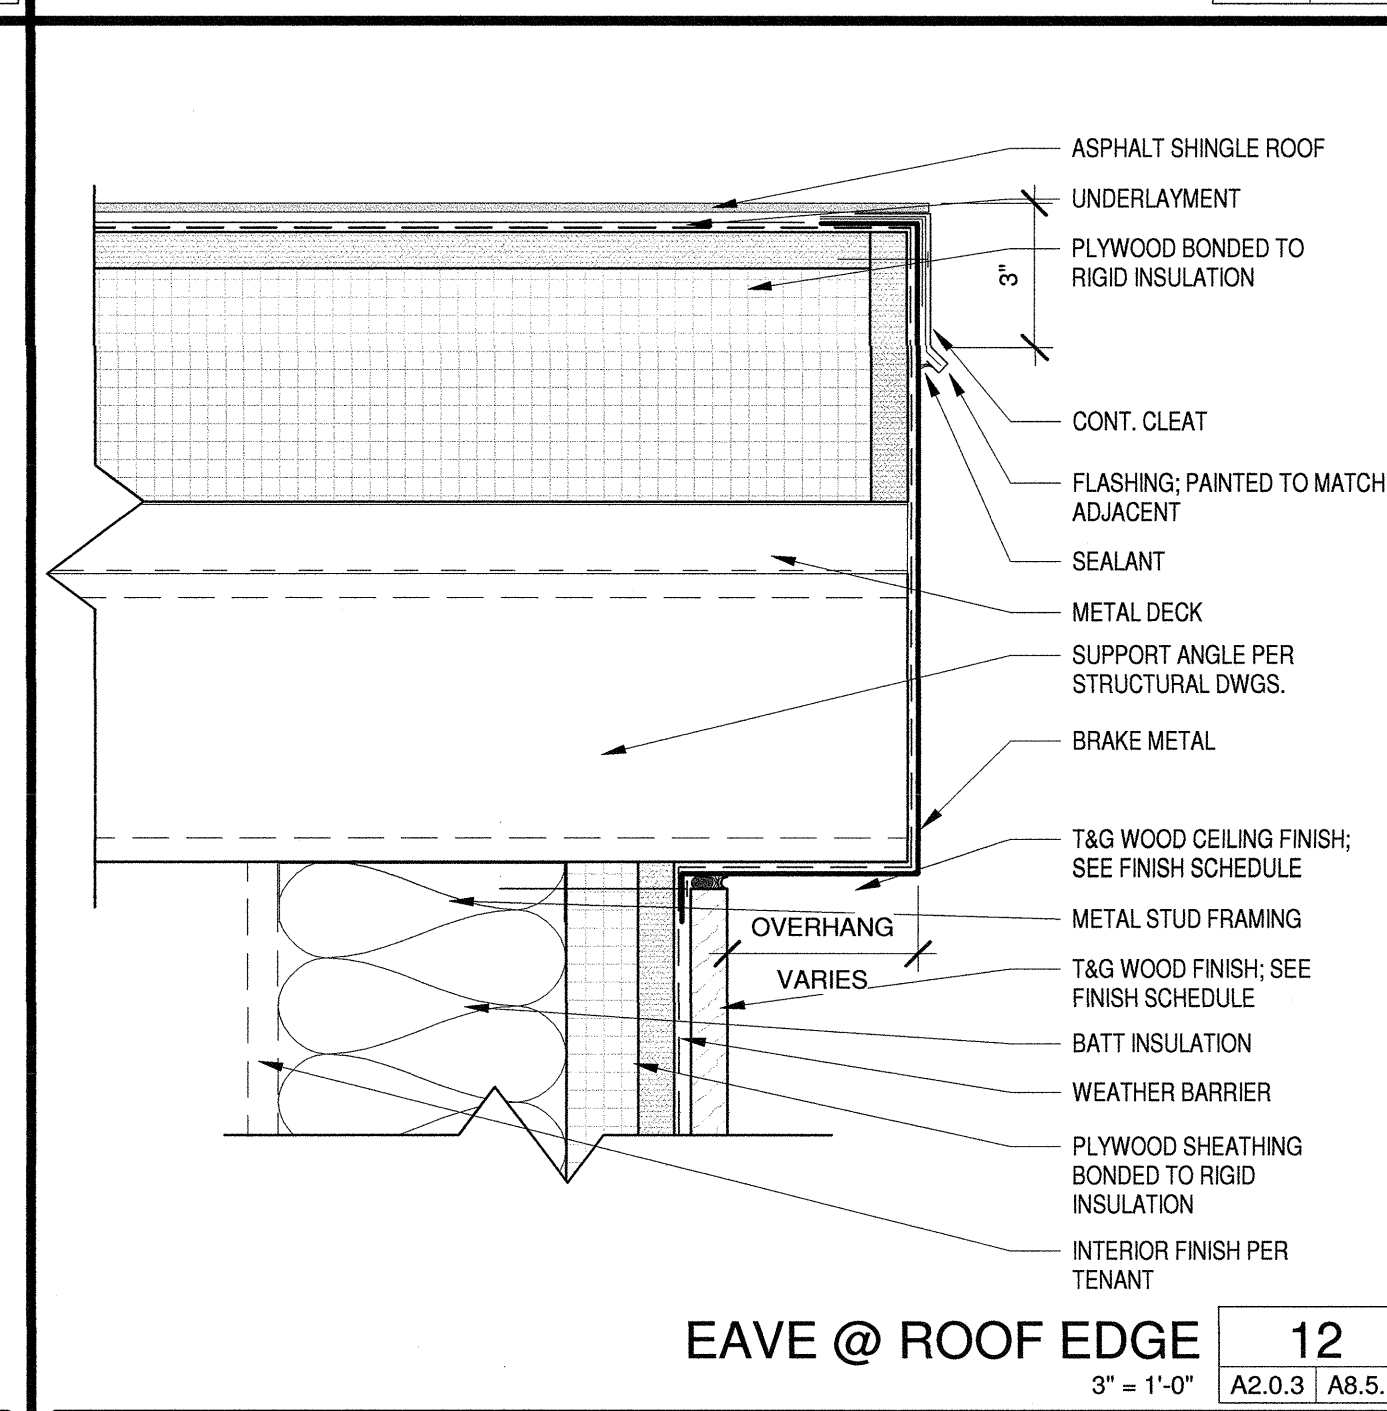 ASPHALT SHINGLE ROOF
UNDERLAYMENT
PLYWOOD BONDED TO
RIGID INSULATION
3"
CONT. CLEAT
FLASHING; PAINTED TO MATCH
ADJACENT
SEALANT
METAL DECK
SUPPORT ANGLE PER
STRUCTURAL DWGS.
BRAKE METAL
T&G WOOD CEILING FINISH;
SEE FINISH SCHEDULE
METAL STUD FRAMING
OVERHANG
VARIES
T&G WOOD FINISH; SEE
FINISH SCHEDULE
BATT INSULATION
WEATHER BARRIER
PLYWOOD SHEATHING
BONDED TO RIGID
INSULATION
INTERIOR FINISH PER
TENANT
EAVE @ ROOF EDGE
3" = 1'-0"
12
A2.0.3
A8.5.